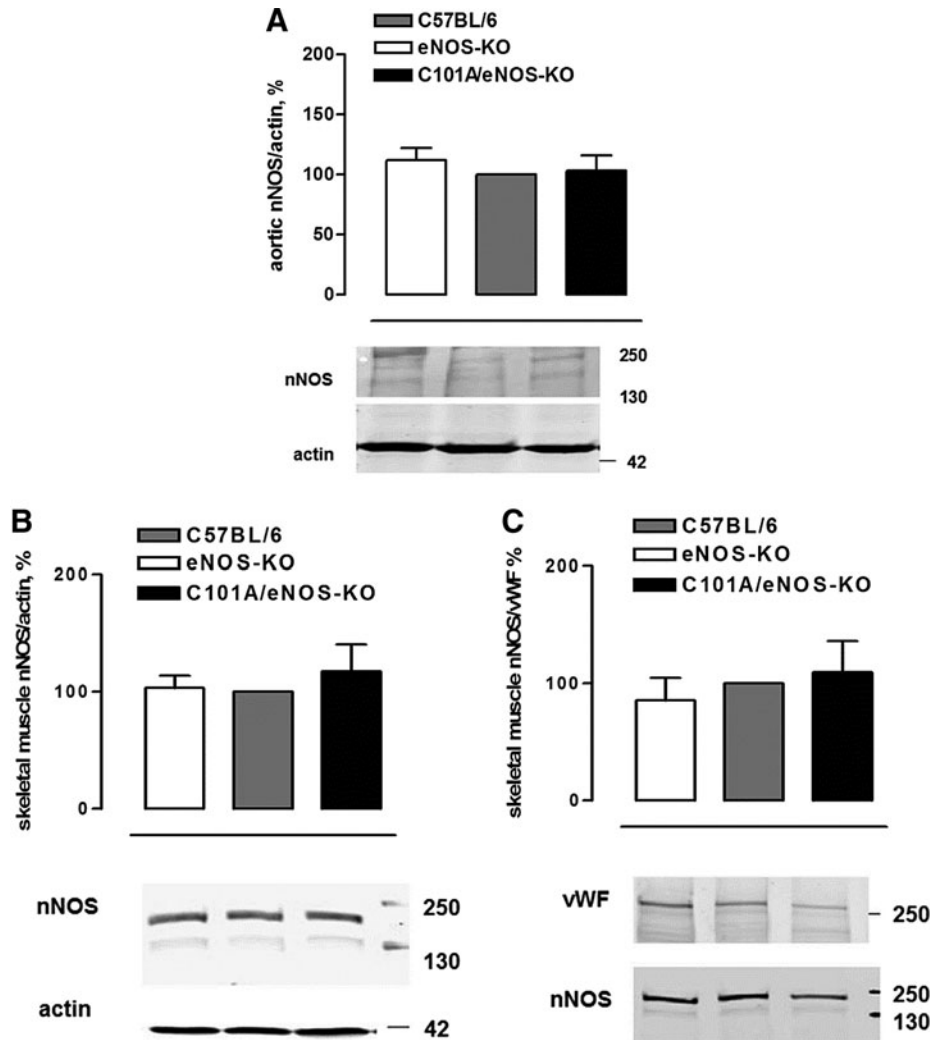 A
C57BL/6
eNOS-KO
C101A/eNOS-KO
aortic nNOS/actin, %
200
150
100
50
0
nNOS
250
130
actin
42
B
C57BL/6
eNOS-KO
C101A/eNOS-KO
skeletal muscle nNOS/actin, %
200
100
0
nNOS
250
130
actin
42
C
C57BL/6
eNOS-KO
C101A/eNOS-KO
skeletal muscle nNOS/vWF %
200
100
0
vWF
250
nNOS
250
130